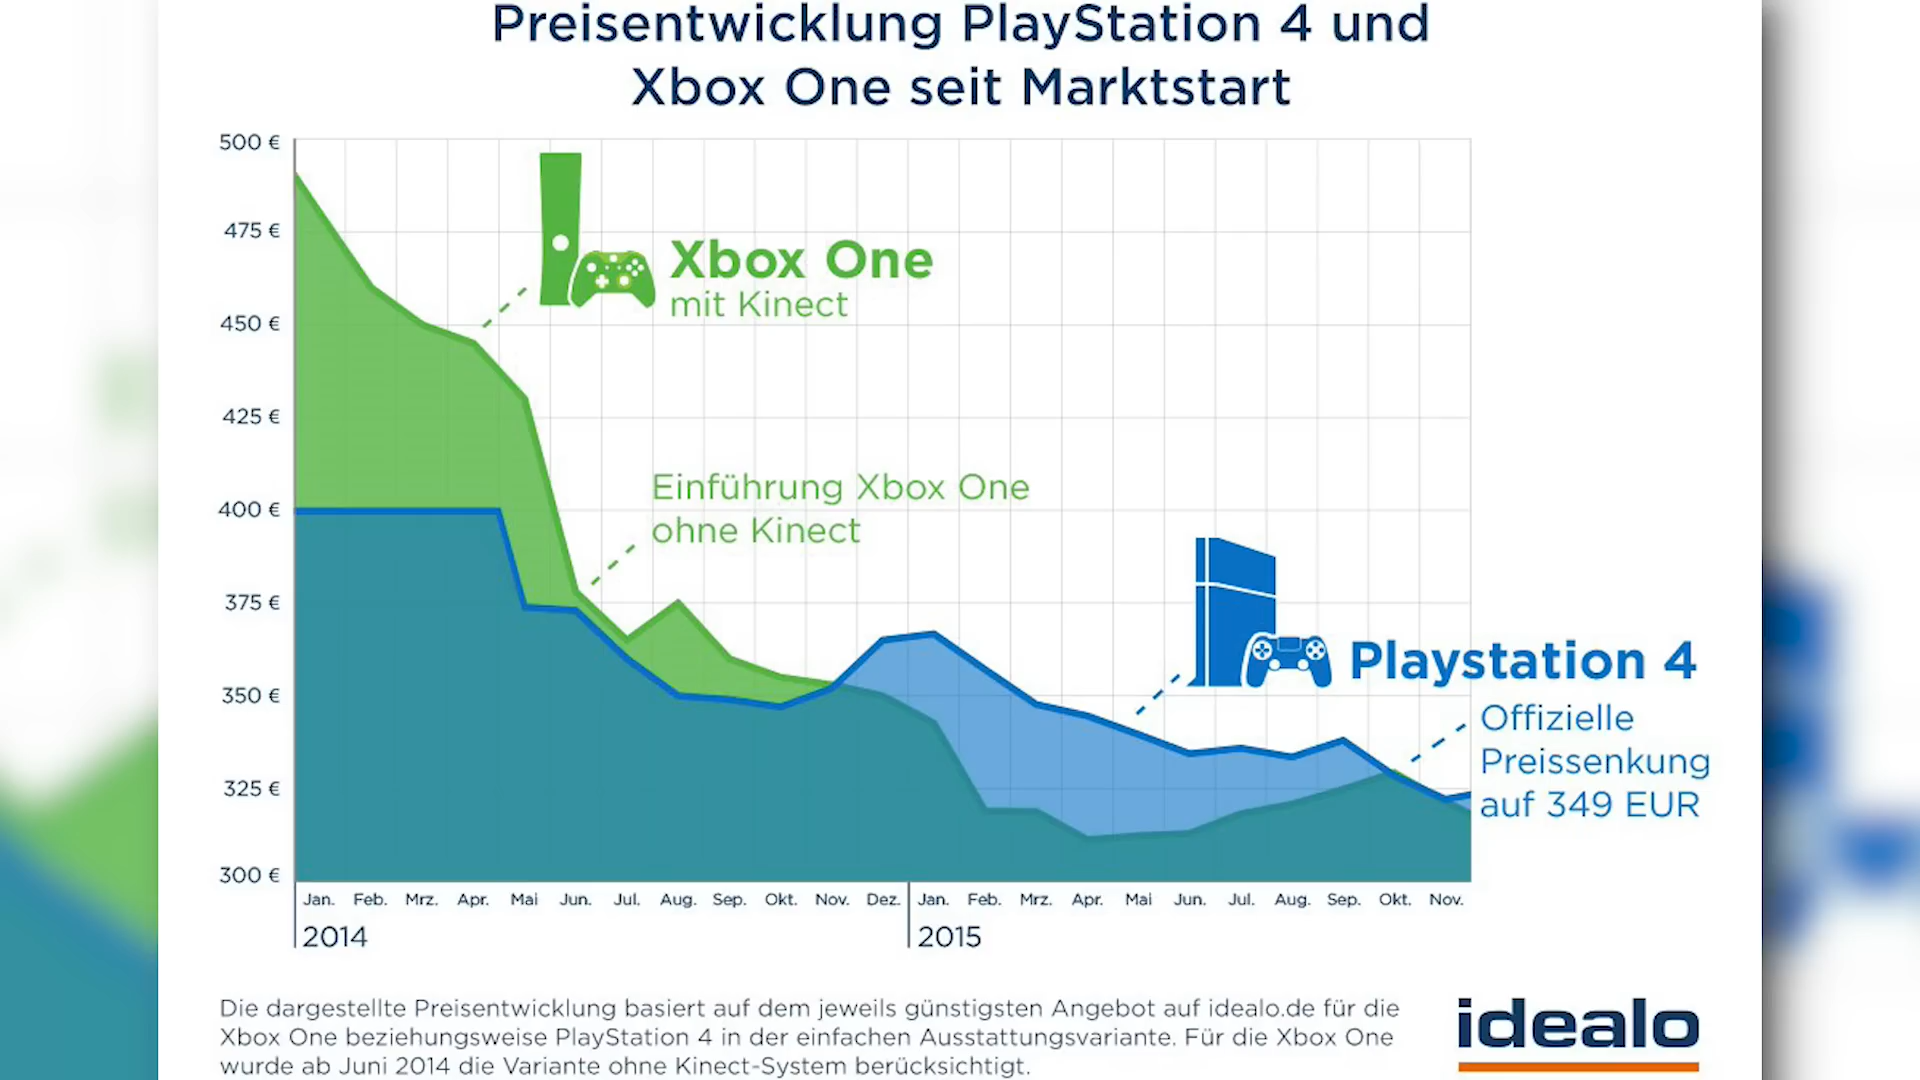 Preisentwicklung PlayStation 4 und
Xbox One seit Marktstart
500 €
475 €
450 €
425 €
400 €
375 €
350 €
325 €
300 €
Xbox One
mit Kinect
Einführung Xbox One
ohne Kinect
Playstation 4
Offizielle
Preissenkung
auf 349 EUR
Jan. Feb. Mrz. Apr. Mai Jun. Jul. Aug. Sep. Okt. Nov. Dez. Jan. Feb. Mrz. Apr. Mai Jun. Jul. Aug. Sep. Okt. Nov.
2014 2015
Die dargestellte Preisentwicklung basiert auf dem jeweils günstigsten Angebot auf idealo.de für die
Xbox One beziehungsweise PlayStation 4 in der einfachen Ausstattungsvariante. Für die Xbox One
wurde ab Juni 2014 die Variante ohne Kinect-System berücksichtigt.
idealo